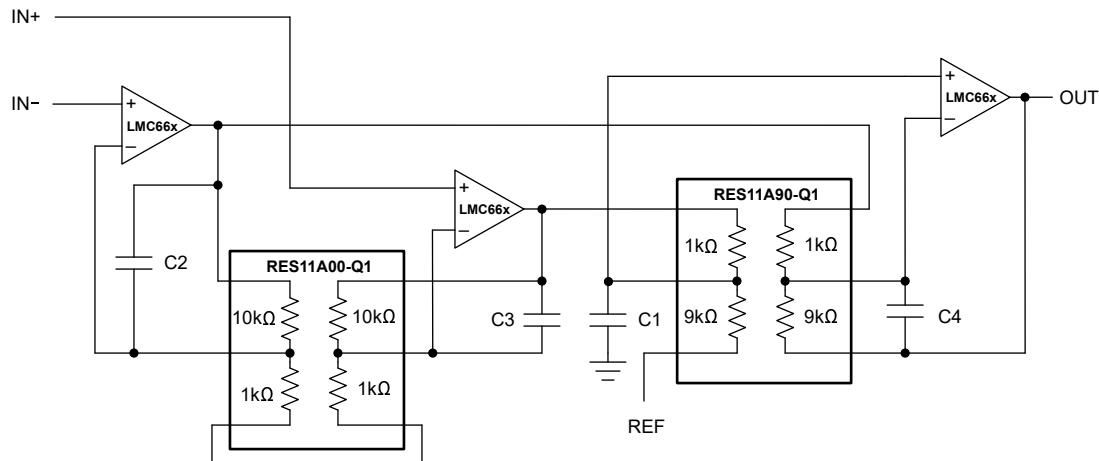 IN+
IN−
+
LMC66x
−
+
LMC66x
−
+
LMC66x
−
OUT
C2
RES11A00-Q1
10kΩ
10kΩ
1kΩ
1kΩ
C3
C1
RES11A90-Q1
1kΩ
1kΩ
9kΩ
9kΩ
C4
REF